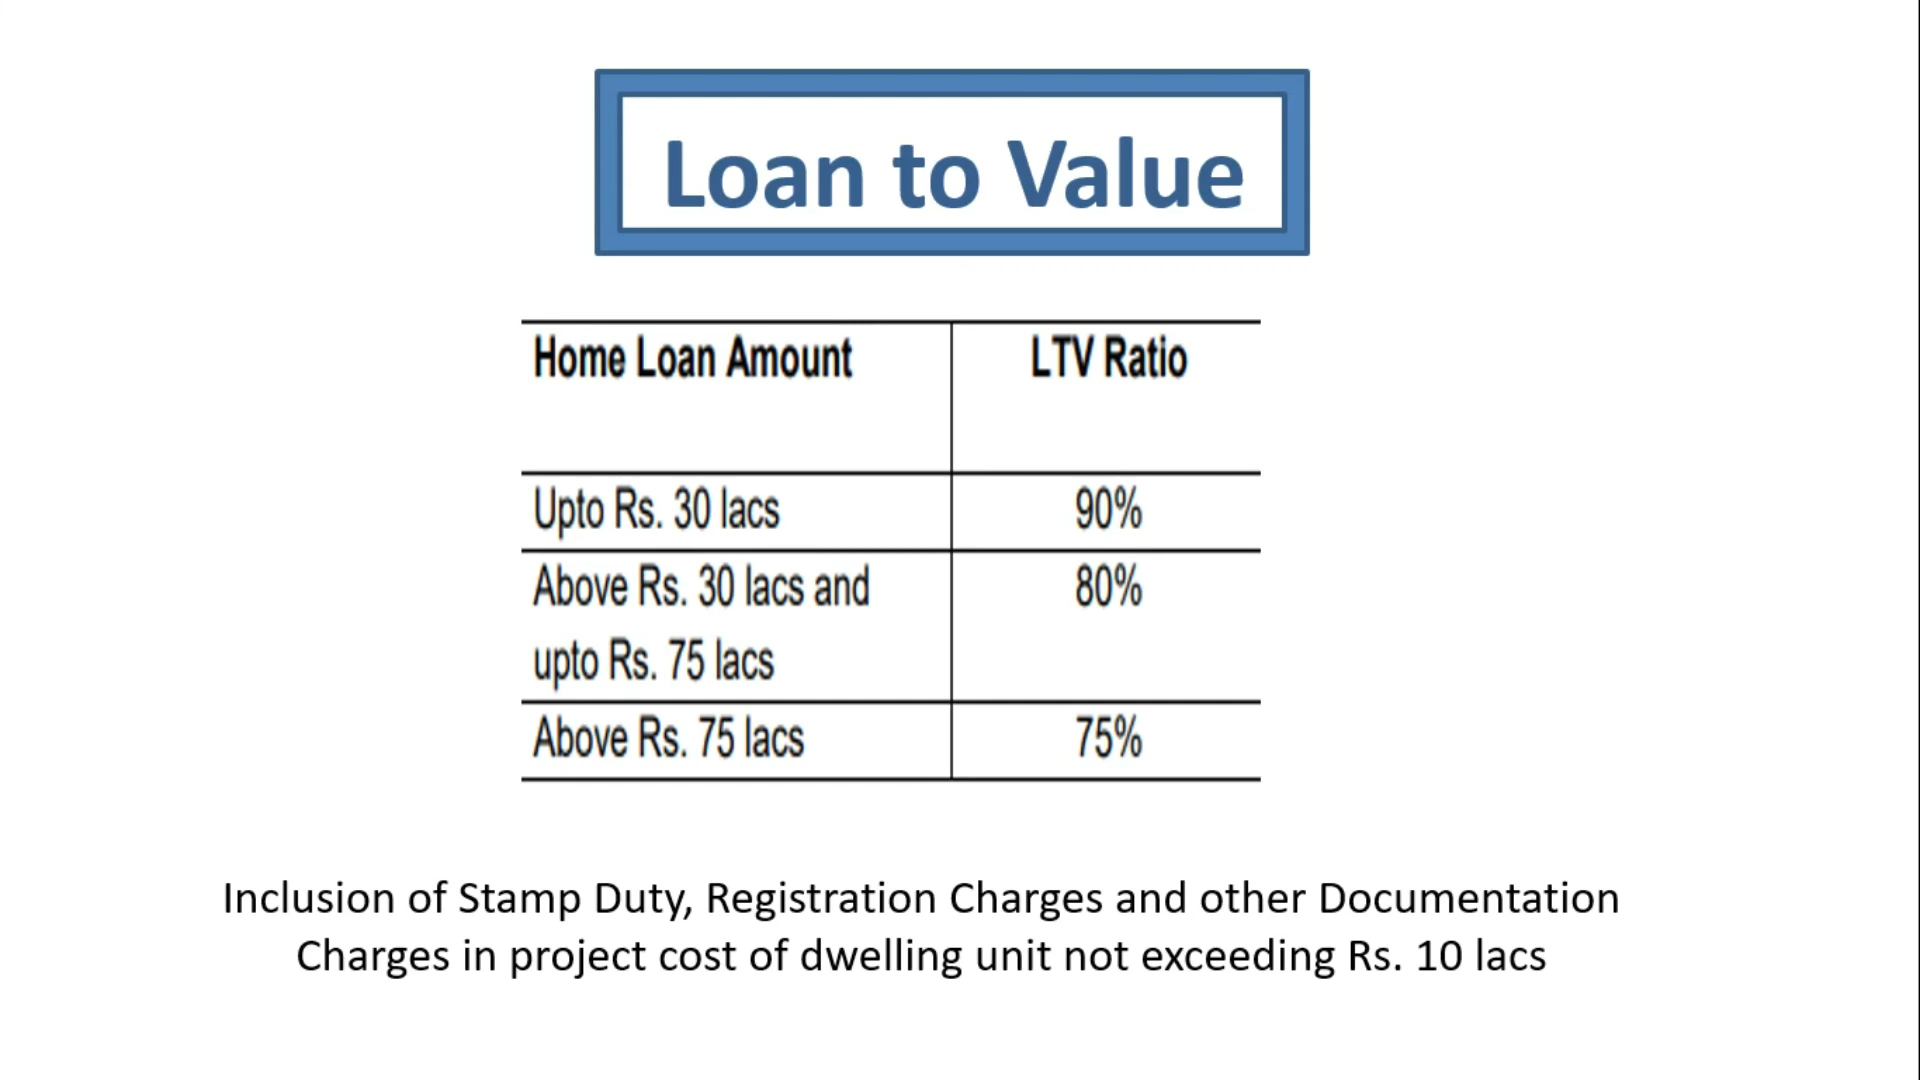 Loan to Value
Home Loan Amount LTV Ratio
Upto Rs. 30 lacs 90%
Above Rs. 30 lacs and 80%
upto Rs. 75 lacs
Above Rs. 75 lacs 75%
Inclusion of Stamp Duty, Registration Charges and other Documentation
Charges in project cost of dwelling unit not exceeding Rs. 10 lacs